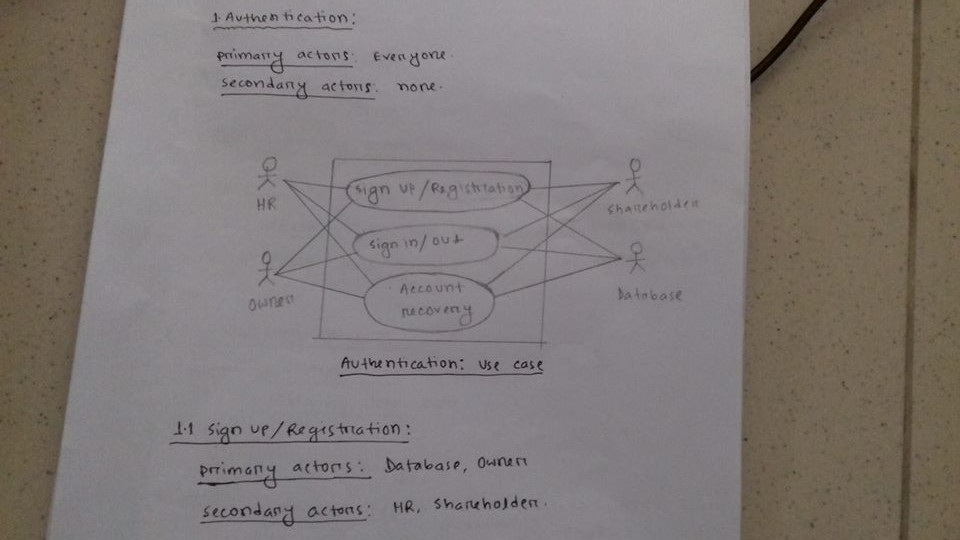 1. Authentication:
primary actors: Everyone.
secondary actors: none.
HR
sign up/Registration
shareholder
sign in/out
owner
Account
recovery
Database
Authentication: use case
1.1 sign up/Registration:
primary actors: Database, owner
secondary actors: HR, shareholder.